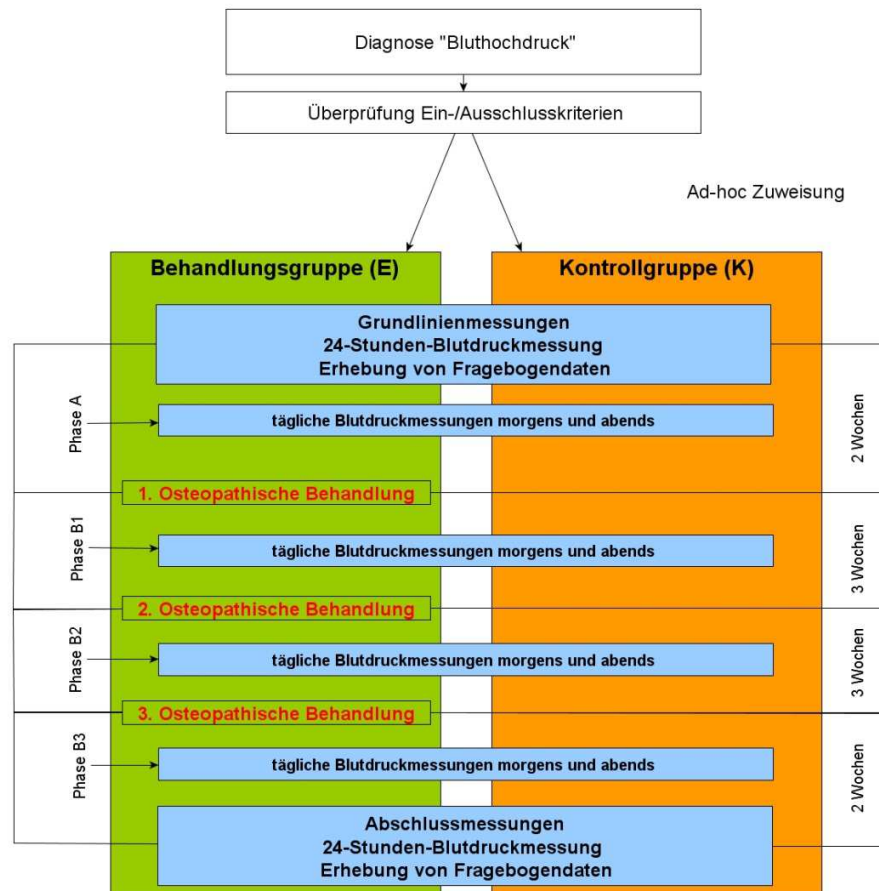 Diagnose "Bluthochdruck"
Überprüfung Ein-/Ausschlusskriterien
Ad-hoc Zuweisung
Behandlungsgruppe (E)
Kontrollgruppe (K)
Grundlinienmessungen
24-Stunden-Blutdruckmessung
Erhebung von Fragebogendaten
Phase A
tägliche Blutdruckmessungen morgens und abends
2 Wochen
1. Osteopathische Behandlung
Phase B1
tägliche Blutdruckmessungen morgens und abends
3 Wochen
2. Osteopathische Behandlung
Phase B2
tägliche Blutdruckmessungen morgens und abends
3 Wochen
3. Osteopathische Behandlung
Phase B3
tägliche Blutdruckmessungen morgens und abends
2 Wochen
Abschlussmessungen
24-Stunden-Blutdruckmessung
Erhebung von Fragebogendaten